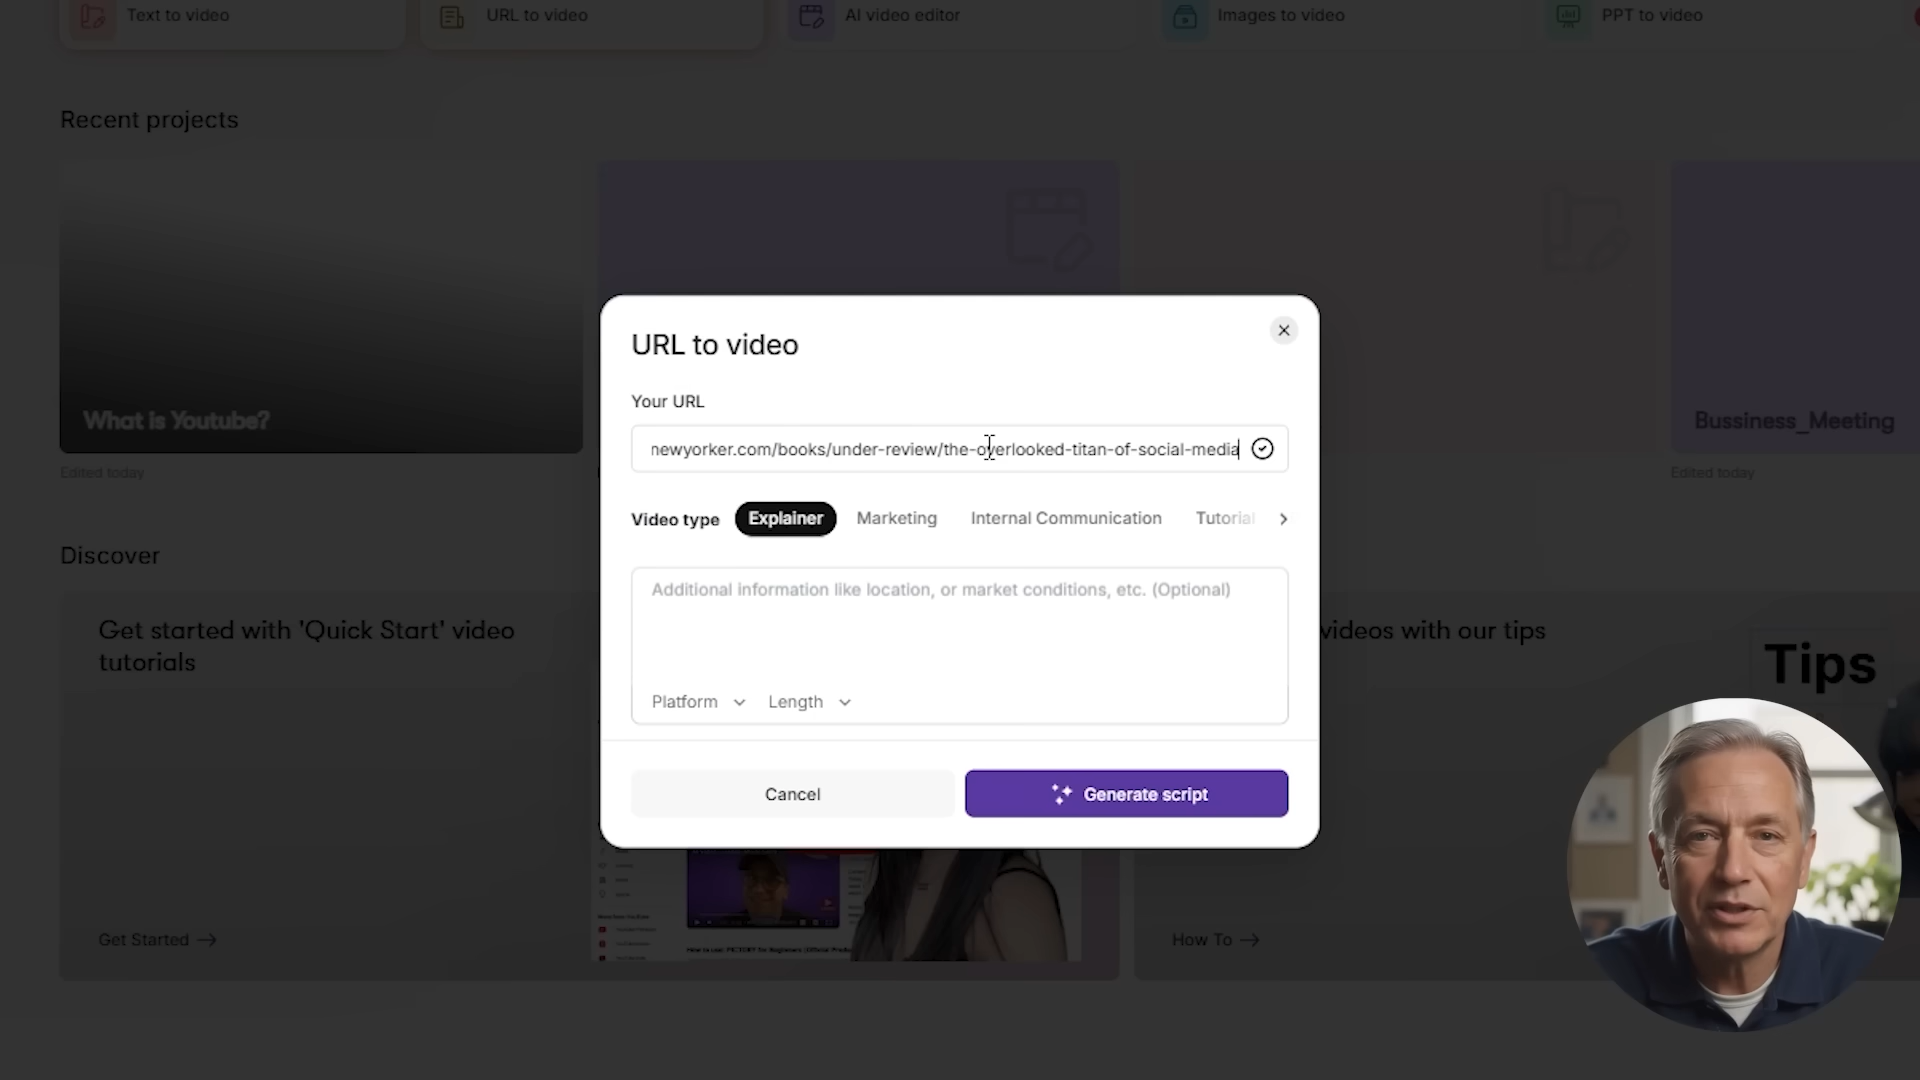 Text to video
URL to video
AI video editor
Images to video
PPT to video
Recent projects
What is Youtube?
Bussiness_Meeting
Edited today
Edited today
URL to video
Your URL
newyorker.com/books/under-review/the-overlooked-titan-of-social-media
Video type
Explainer
Marketing
Internal Communication
Tutorial
Additional information like location, or market conditions, etc. (Optional)
Platform
Length
Cancel
Generate script
Discover
Get started with 'Quick Start' video
tutorials
Get Started
videos with our tips
Tips
How To